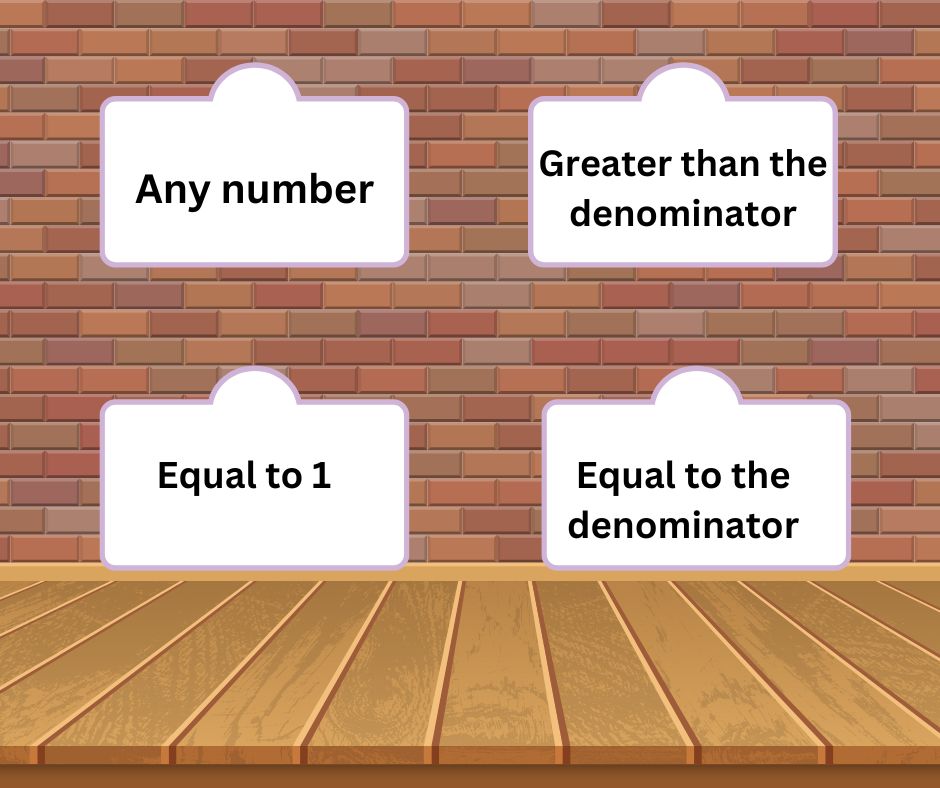 Any number
Greater than the
denominator
Equal to 1
Equal to the
denominator